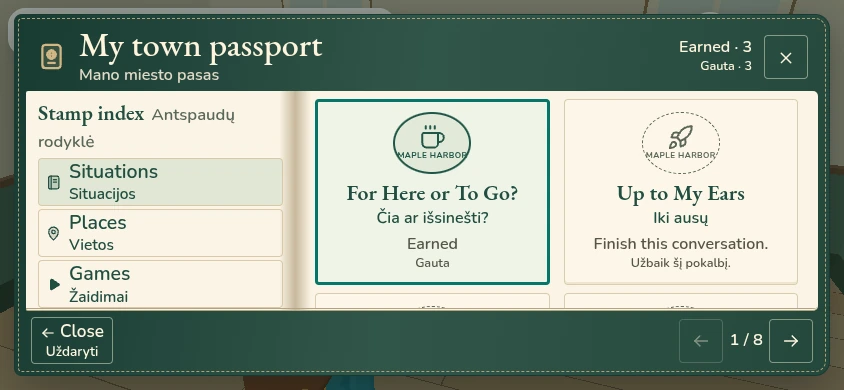 My town passport
Mano miesto pasas
Earned · 3
Gauta · 3
Stamp index Antspaudų
rodyklė
Situations
Situacijos
Places
Vietos
Games
Žaidimai
MAPLE HARBOR
For Here or To Go?
Čia ar išsinešti?
Earned
Gauta
MAPLE HARBOR
Up to My Ears
Iki ausų
Finish this conversation.
Užbaik šį pokalbį.
← Close
Uždaryti
← 1 / 8 →